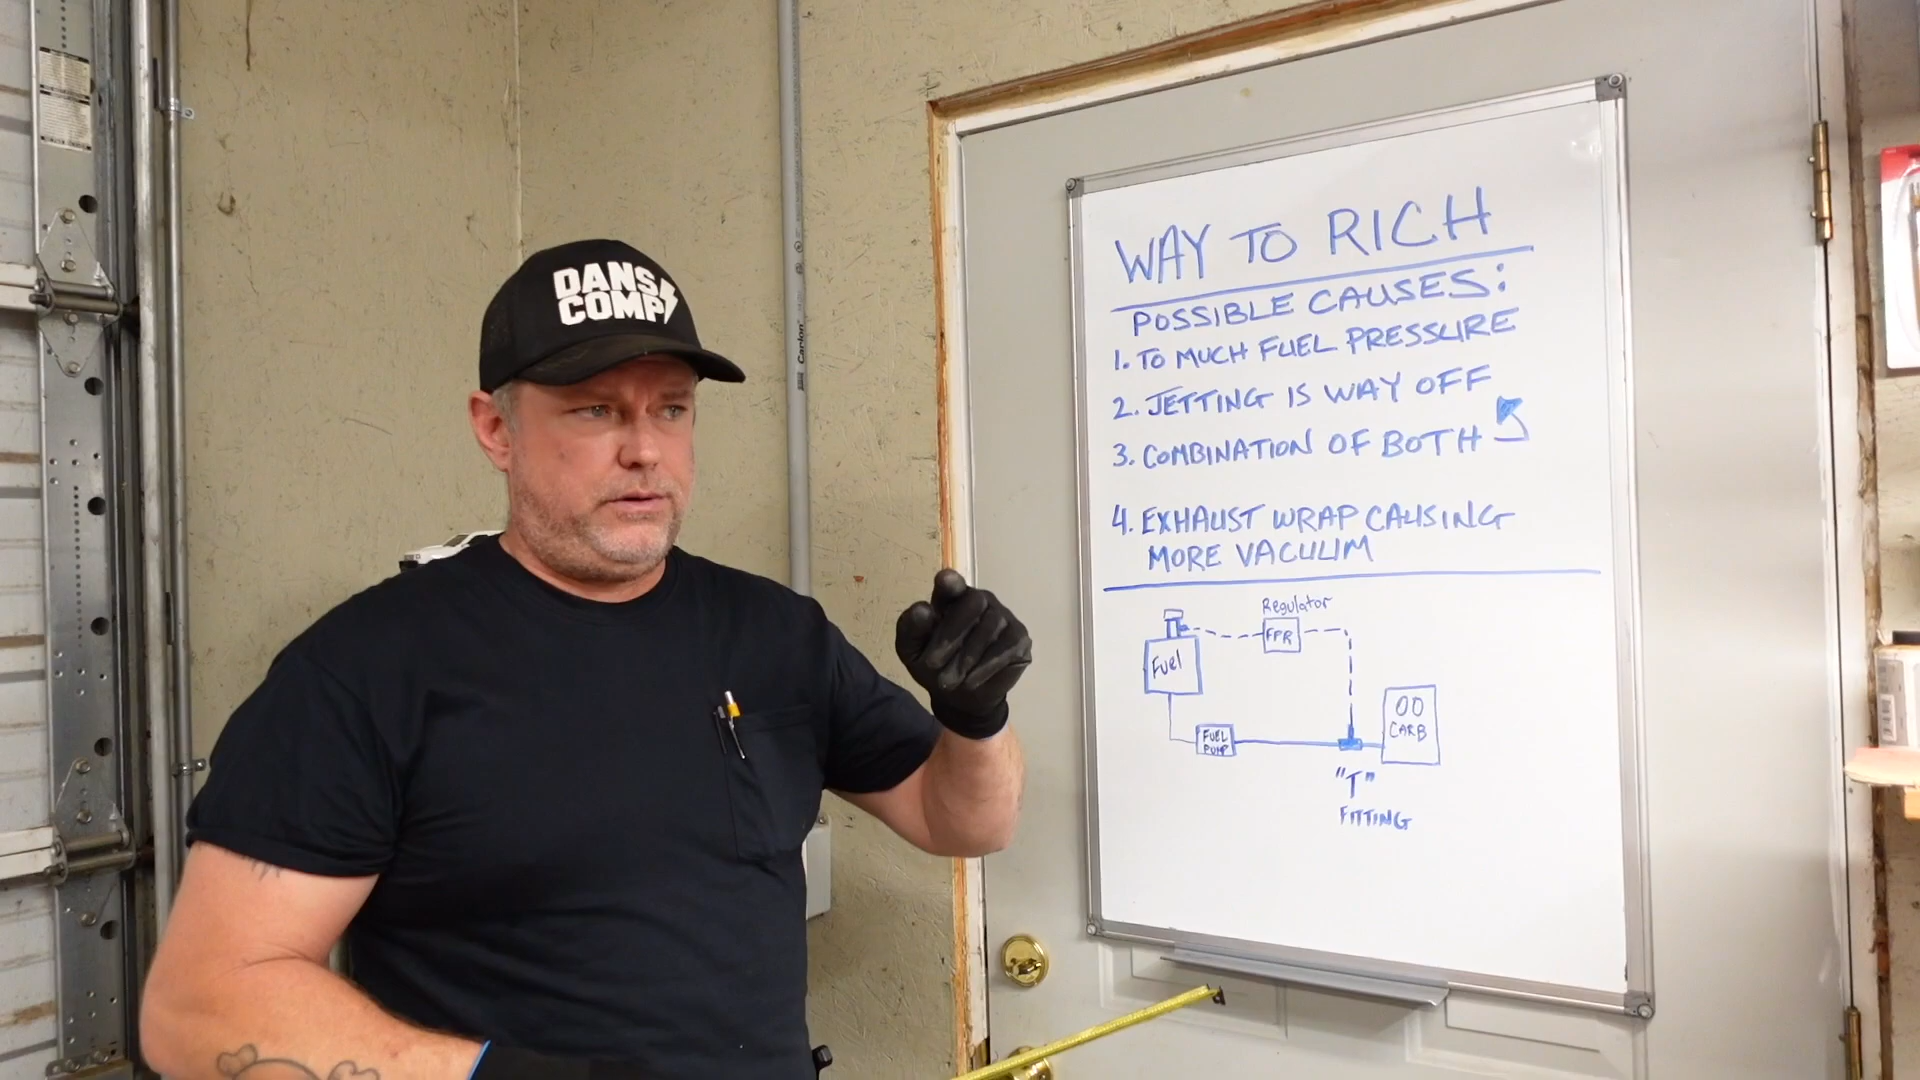 DANS
COMP
Carlon
WAY TO RICH
POSSIBLE CAUSES:
1. TO MUCH FUEL PRESSURE
2. JETTING IS WAY OFF
3. COMBINATION OF BOTH
4. EXHAUST WRAP CAUSING
MORE VACUUM
Regulator
FPR
Fuel
FUEL
PUMP
OO
CARB
"T"
FITTING